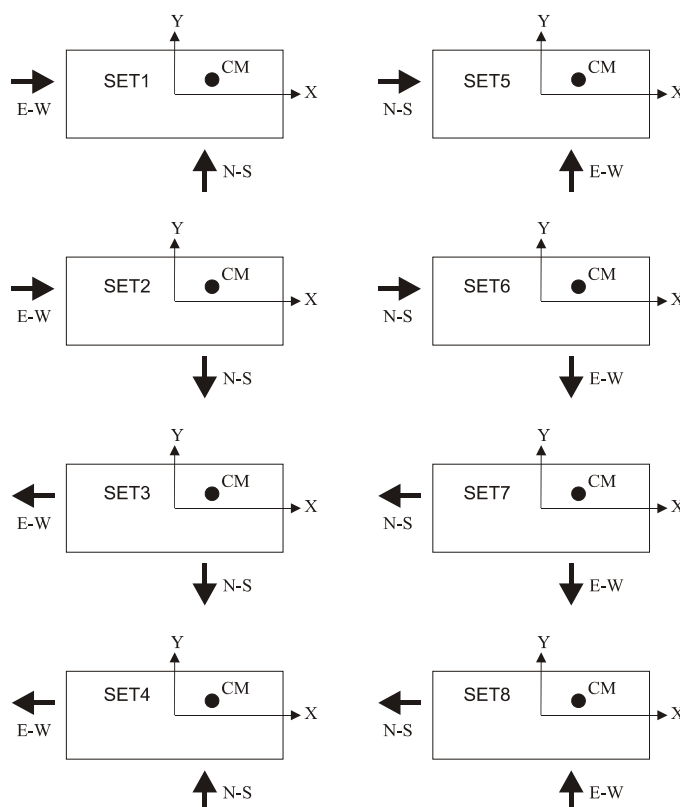 Y
SET1
CM
X
E-W
N-S
Y
SET5
CM
X
N-S
E-W
Y
SET2
CM
X
E-W
N-S
Y
SET6
CM
X
N-S
E-W
Y
SET3
CM
X
E-W
N-S
Y
SET7
CM
X
N-S
E-W
Y
SET4
CM
X
E-W
N-S
Y
SET8
CM
X
N-S
E-W